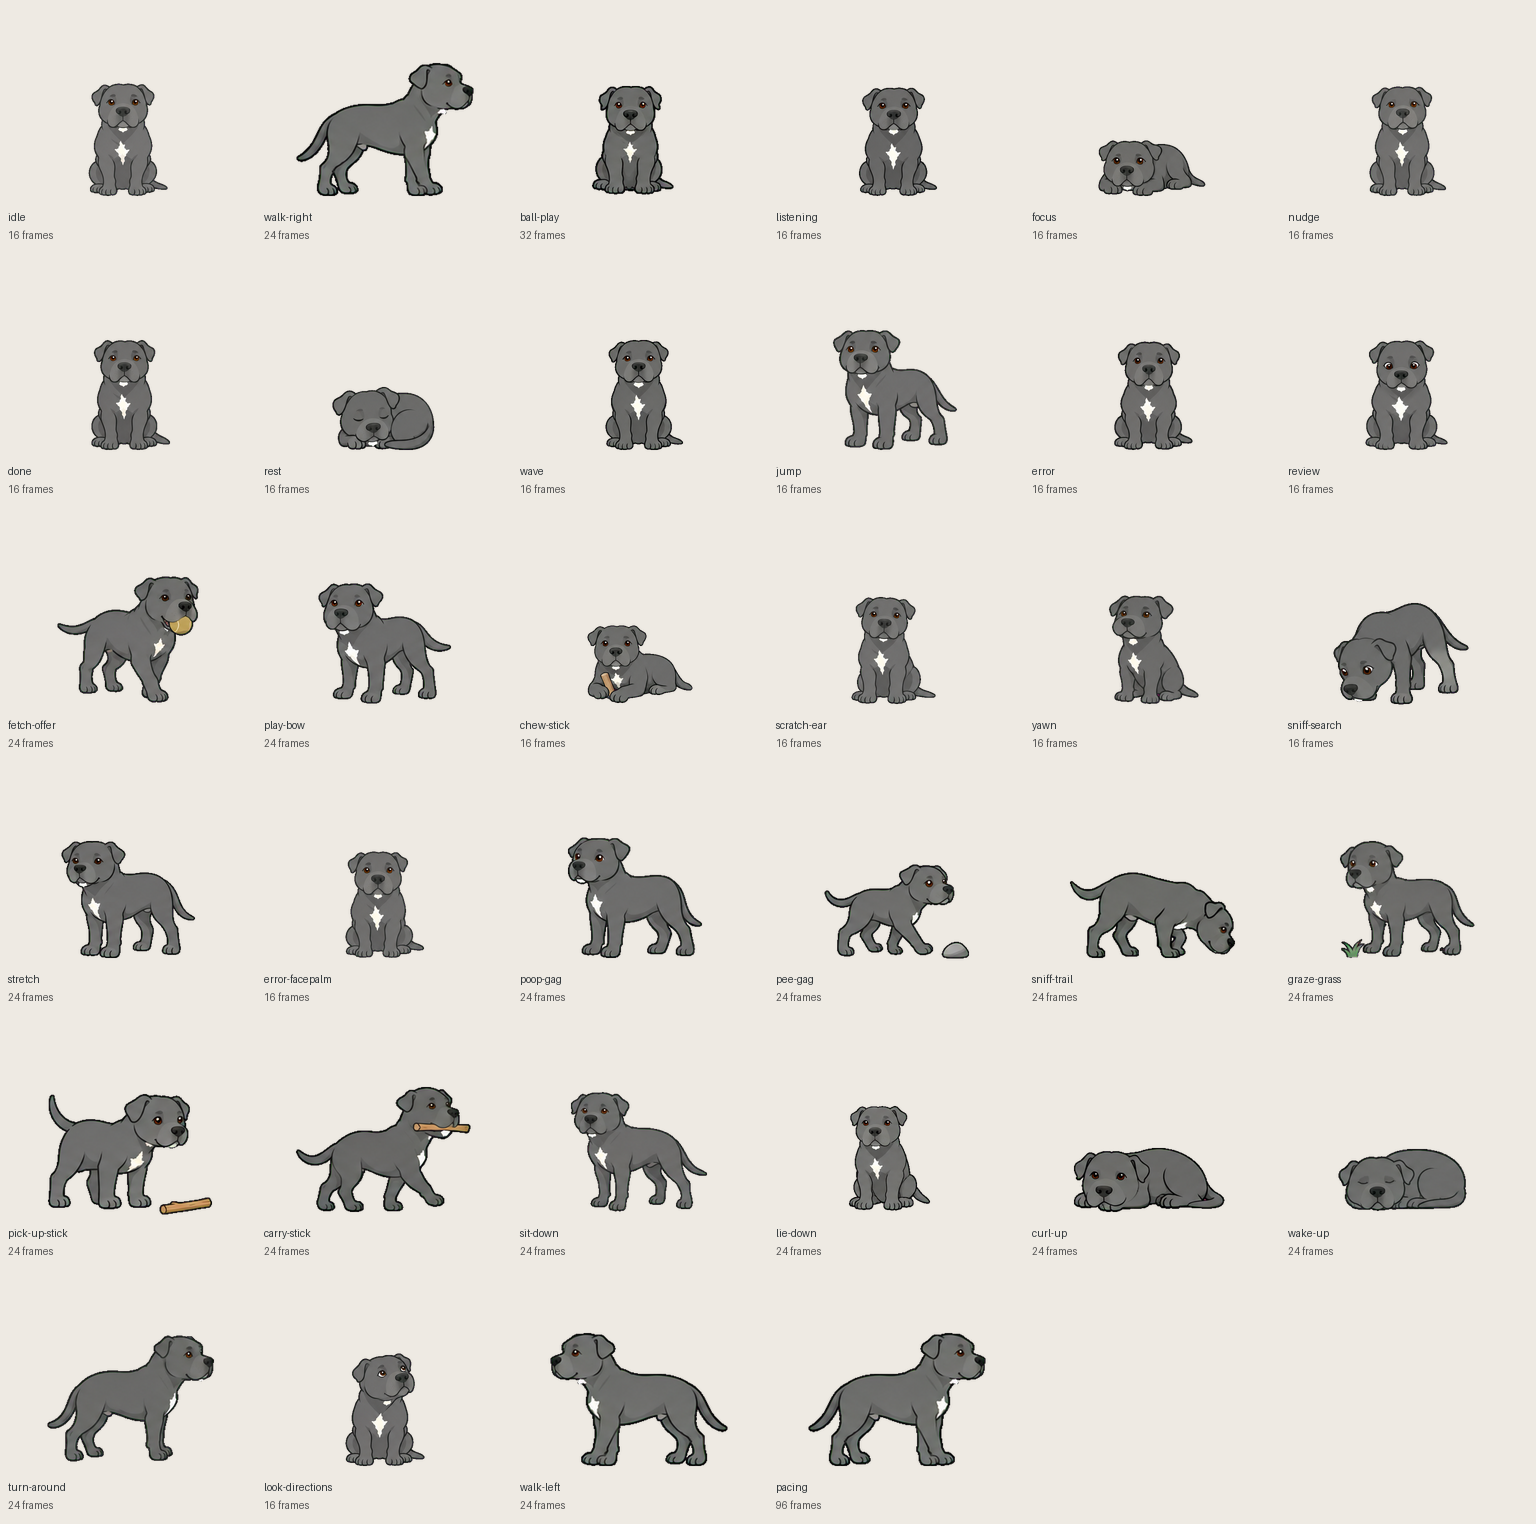 idle
16 frames
walk-right
24 frames
ball-play
32 frames
listening
16 frames
focus
16 frames
nudge
16 frames
done
16 frames
rest
16 frames
wave
16 frames
jump
16 frames
error
16 frames
review
16 frames
fetch-offer
24 frames
play-bow
24 frames
chew-stick
16 frames
scratch-ear
16 frames
yawn
16 frames
sniff-search
16 frames
stretch
24 frames
error-facepalm
16 frames
poop-gag
24 frames
pee-gag
24 frames
sniff-trail
24 frames
graze-grass
24 frames
pick-up-stick
24 frames
carry-stick
24 frames
sit-down
24 frames
lie-down
24 frames
curl-up
24 frames
wake-up
24 frames
turn-around
24 frames
look-directions
16 frames
walk-left
24 frames
pacing
96 frames